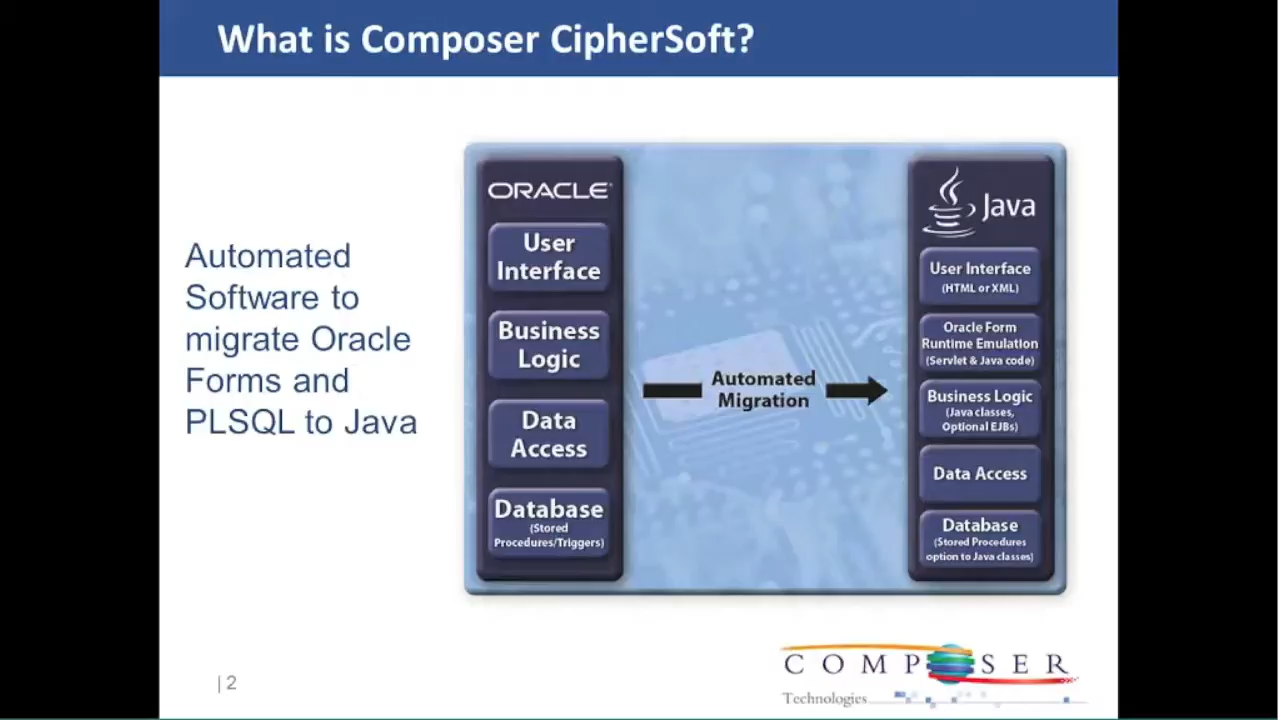 What is Composer CipherSoft?
Automated
Software to
migrate Oracle
Forms and
PLSQL to Java
ORACLE
User
Interface
Business
Logic
Data
Access
Database
(Stored
Procedures/Triggers)
Automated
Migration
Java
User Interface
(HTML or XML)
Oracle Form
Runtime Emulation
(Servlet & Java code)
Business Logic
(Java classes,
Optional EJBs)
Data Access
Database
(Stored Procedures
option to Java classes)
| 2
COMPOSER
Technologies